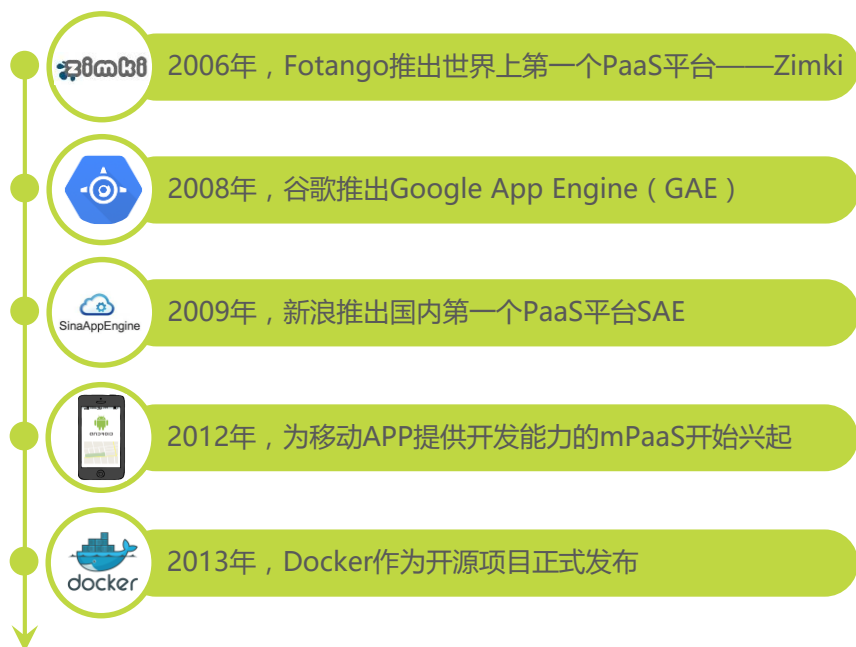 zimki
2006年，Fotango推出世界上第一个PaaS平台——Zimki
2008年，谷歌推出Google App Engine（GAE）
SinaAppEngine
2009年，新浪推出国内第一个PaaS平台SAE
ANDROID
2012年，为移动APP提供开发能力的mPaaS开始兴起
docker
2013年，Docker作为开源项目正式发布